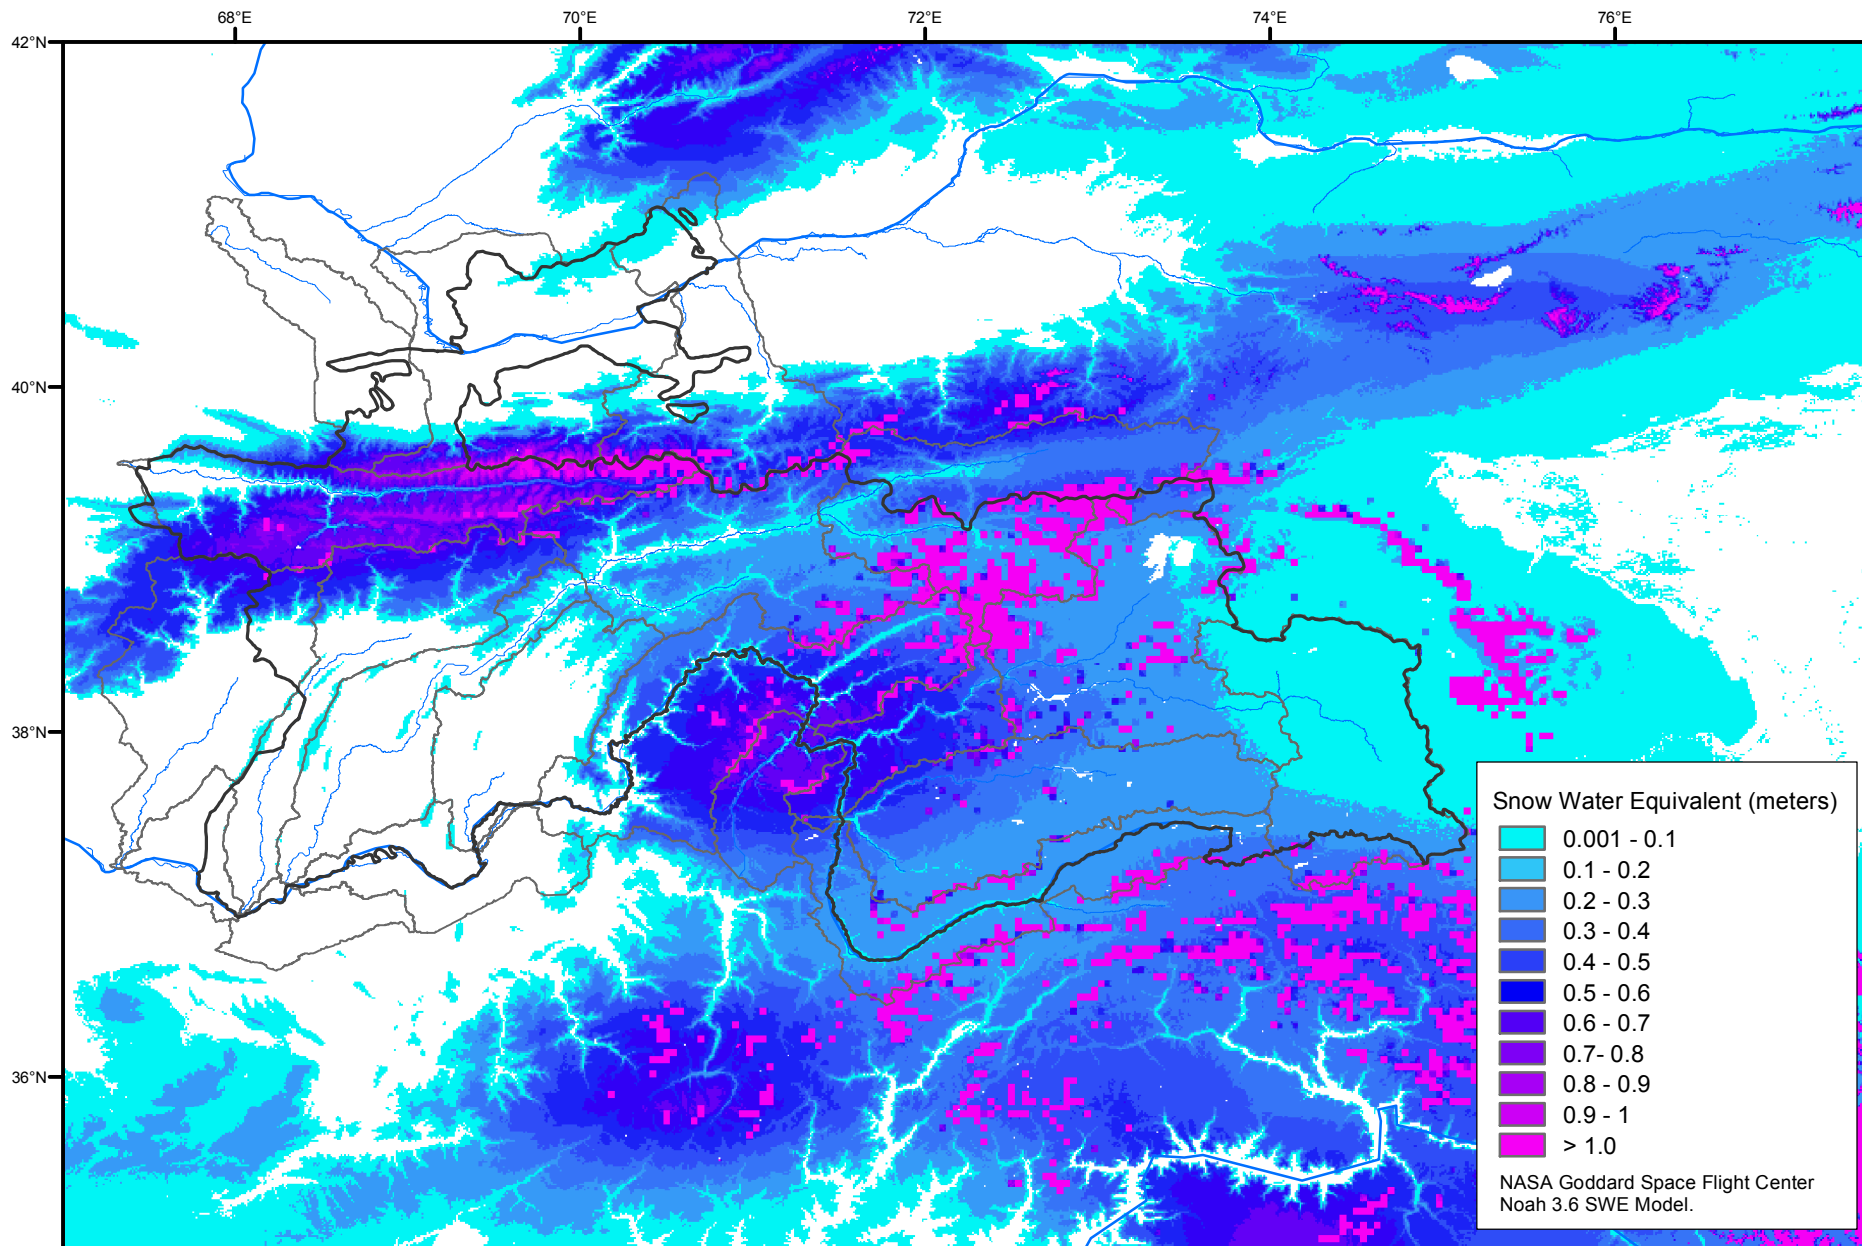 68°E
70°E
72°E
74°E
76°E
42°N
40°N
38°N
36°N
Snow Water Equivalent (meters)
0.001 - 0.1
0.1 - 0.2
0.2 - 0.3
0.3 - 0.4
0.4 - 0.5
0.5 - 0.6
0.6 - 0.7
0.7- 0.8
0.8 - 0.9
0.9 - 1
> 1.0
NASA Goddard Space Flight Center
Noah 3.6 SWE Model.